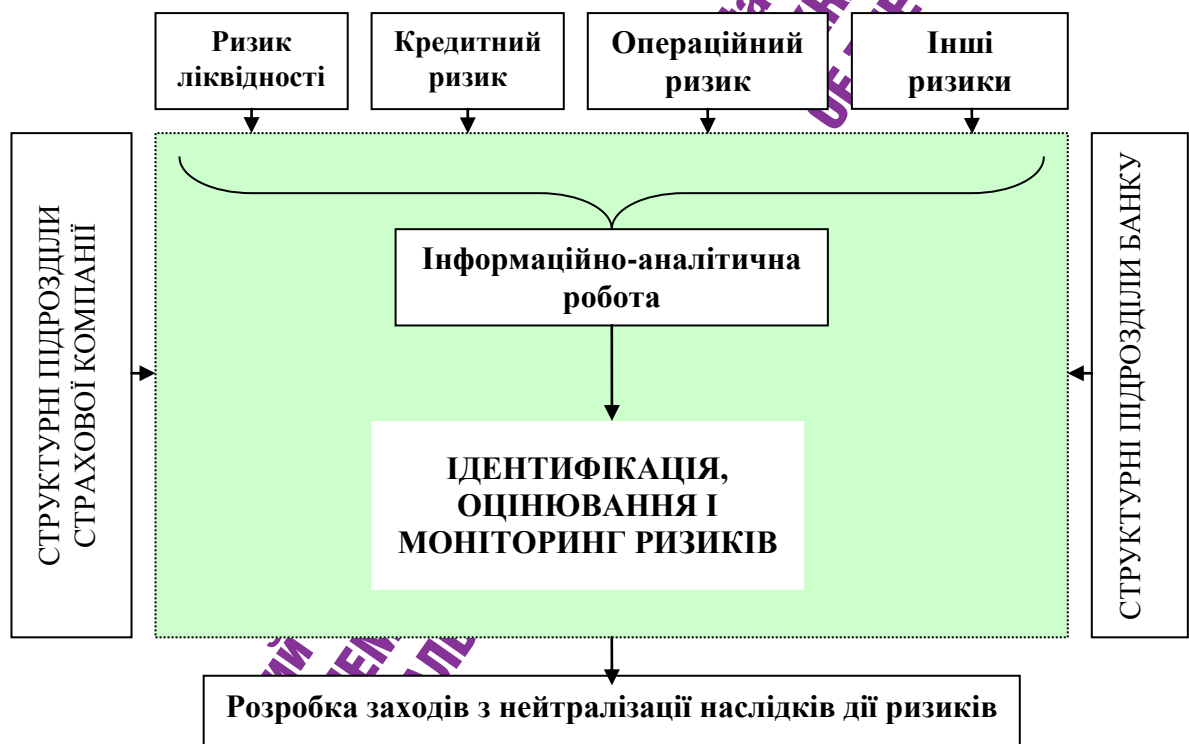 Ризик
ліквідності
Кредитний
ризик
Операційний
ризик
Інші
ризики
СТРУКТУРНІ ПІДРОЗДІЛИ
СТРАХОВОЇ КОМПАНІЇ
Інформаційно-аналітична
робота
ІДЕНТИФІКАЦІЯ,
ОЦІНЮВАННЯ І
МОНІТОРИНГ РИЗИКІВ
СТРУКТУРНІ ПІДРОЗДІЛИ БАНКУ
Розробка заходів з нейтралізації наслідків дії ризиків